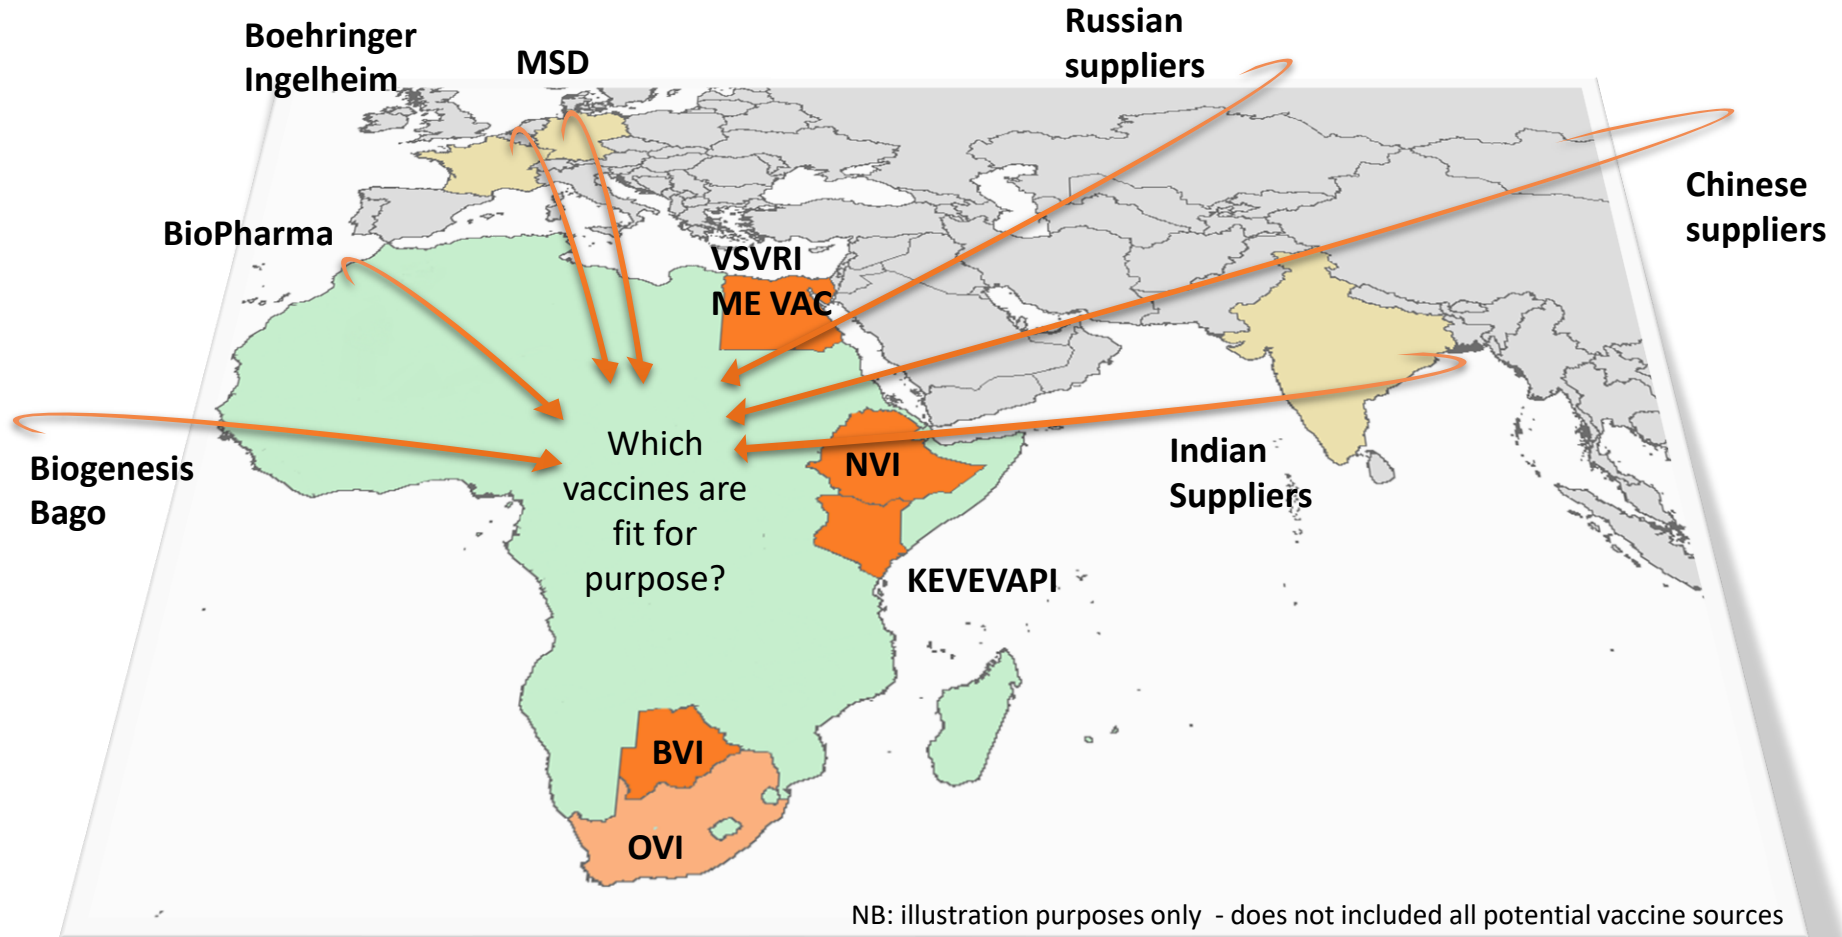 Boehringer
Ingelheim
MSD
Russian
suppliers
Chinese
suppliers
BioPharma
VSVRI
ME VAC
Biogenesis
Bago
Which
vaccines are
fit for
purpose?
NVI
Indian
Suppliers
KEVEVAPI
BVI
OVI
NB: illustration purposes only - does not included all potential vaccine sources